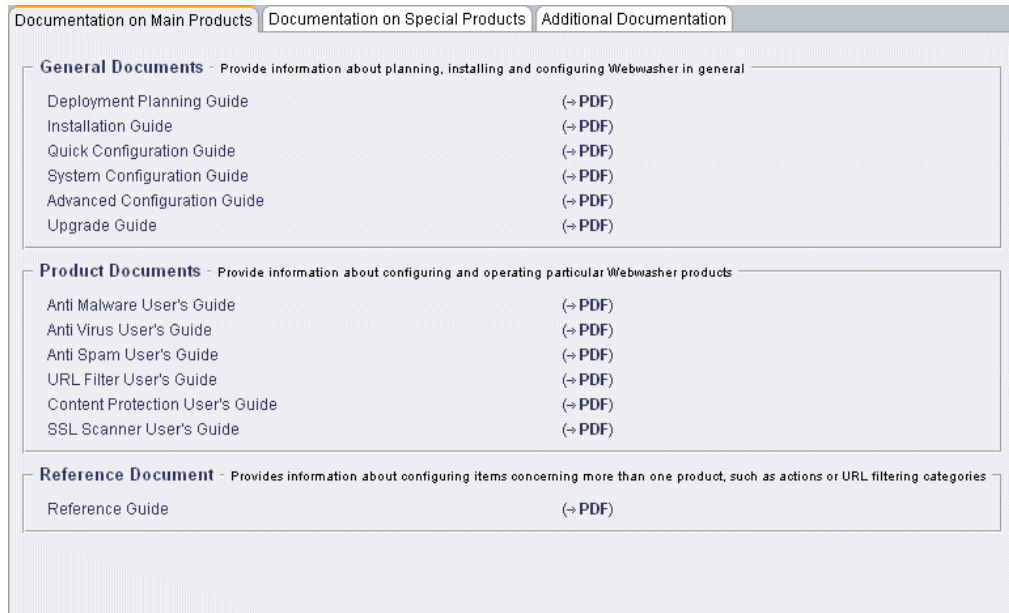 Documentation on Main Products Documentation on Special Products Additional Documentation
General Documents - Provide information about planning, installing and configuring Webwasher in general
Deployment Planning Guide (→ PDF)
Installation Guide (→ PDF)
Quick Configuration Guide (→ PDF)
System Configuration Guide (→ PDF)
Advanced Configuration Guide (→ PDF)
Upgrade Guide (→ PDF)
Product Documents - Provide information about configuring and operating particular Webwasher products
Anti Malware User's Guide (→ PDF)
Anti Virus User's Guide (→ PDF)
Anti Spam User's Guide (→ PDF)
URL Filter User's Guide (→ PDF)
Content Protection User's Guide (→ PDF)
SSL Scanner User's Guide (→ PDF)
Reference Document - Provides information about configuring items concerning more than one product, such as actions or URL filtering categories
Reference Guide (→ PDF)